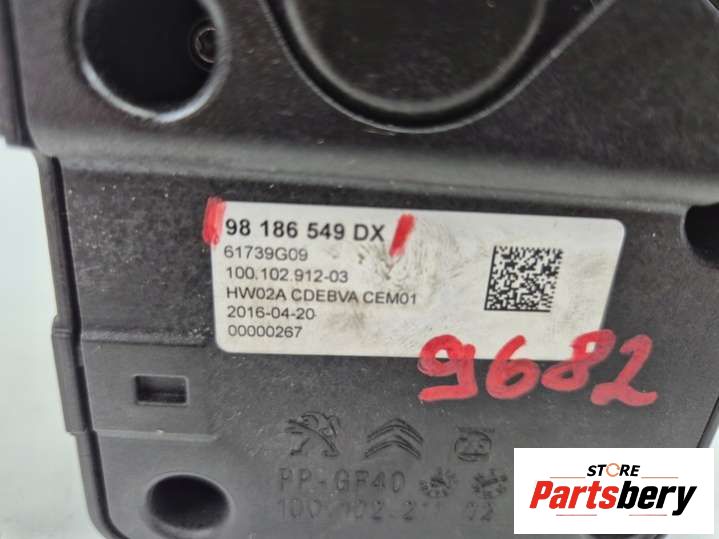 98 186 549 DX
61739G09
100.102.912-03
HW02A CDEBVA CEM01
2016-04-20
00000267
9682
PP-GF40
STORE
Partsbery